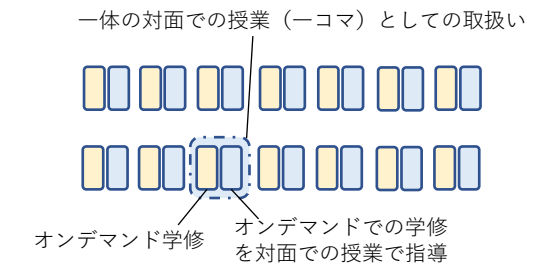 一体の対面での授業（一コマ）としての取扱い
オンデマンド学修
オンデマンドでの学修
を対面での授業で指導